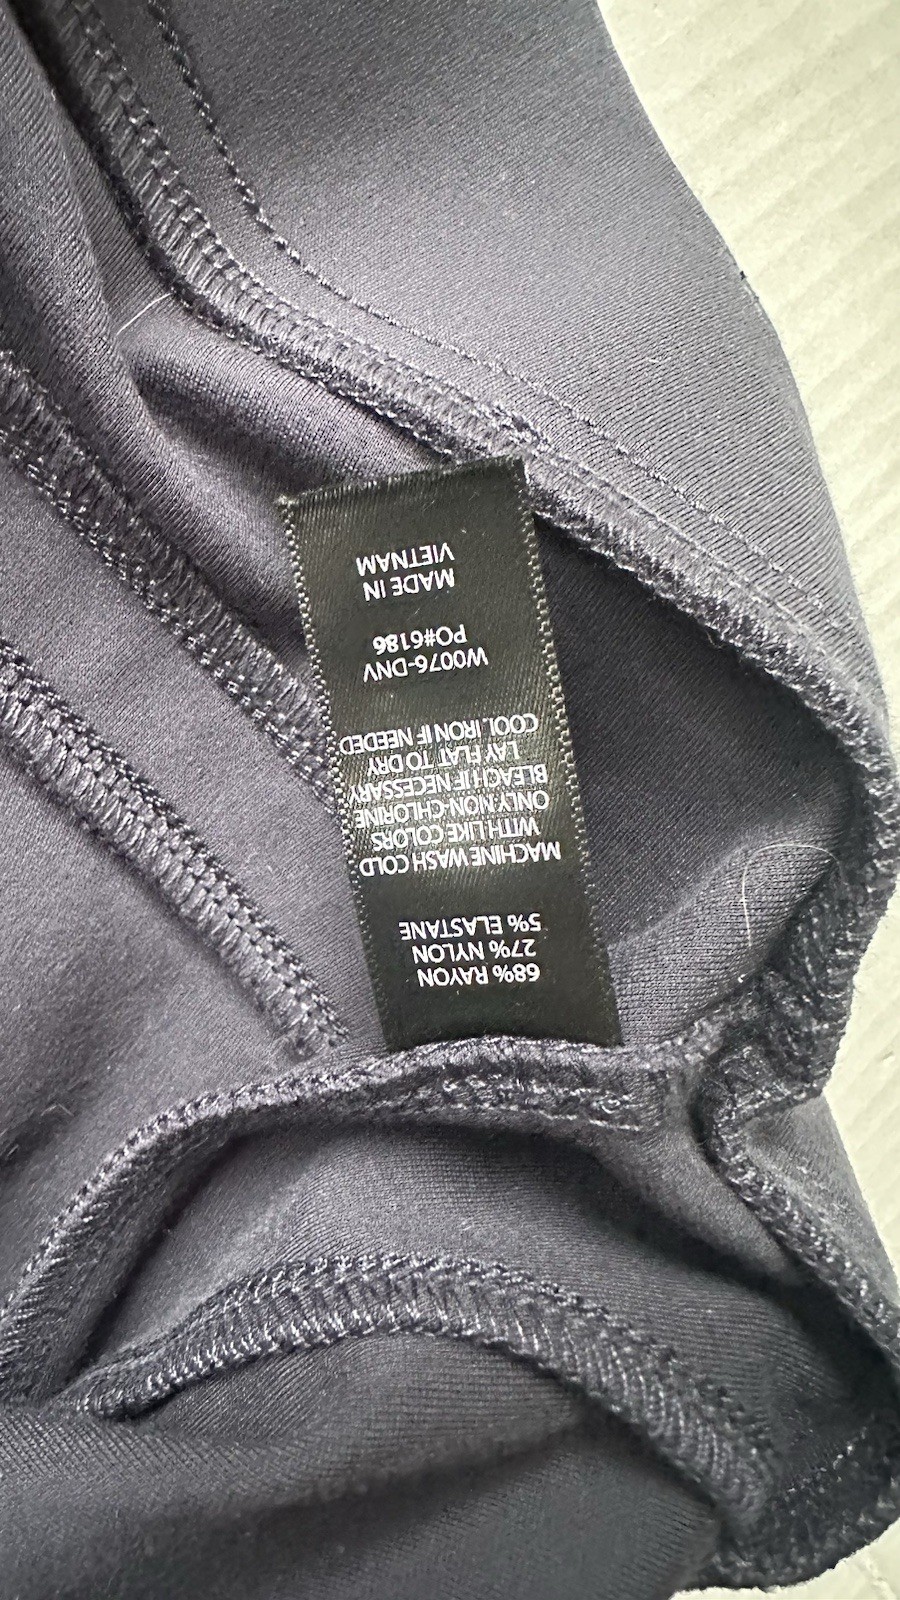 68% RAYON
27% NYLON
5% ELASTANE
MACHINE WASH COLD
WITH LIKE COLORS
ONLY NON-CHLORINE
BLEACH IF NECESSARY
LAY FLAT TO DRY
COOL IRON IF NEEDED
W0076-DNV
PO#6186
MADE IN
VIETNAM